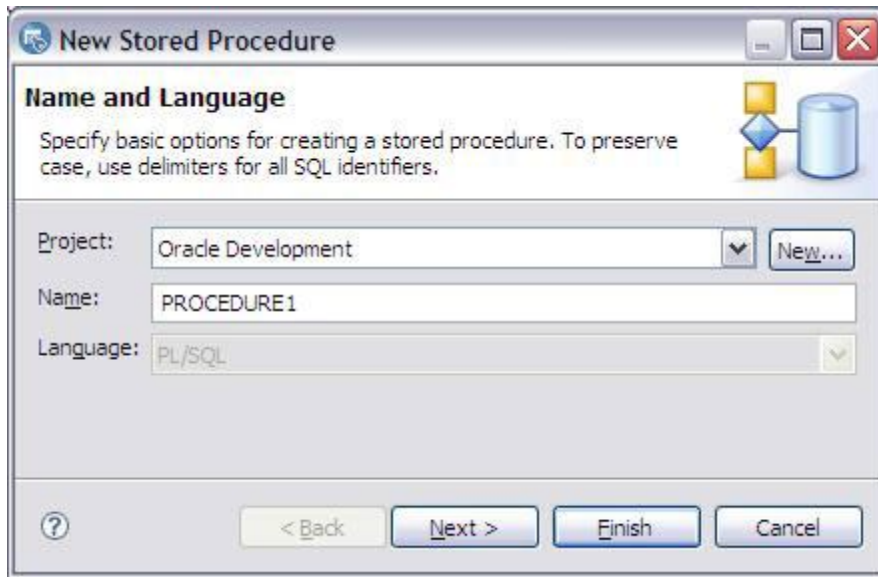 New Stored Procedure
Name and Language
Specify basic options for creating a stored procedure. To preserve
case, use delimiters for all SQL identifiers.
Project: Oracle Development New...
Name: PROCEDURE1
Language: PL/SQL
? < Back Next > Finish Cancel